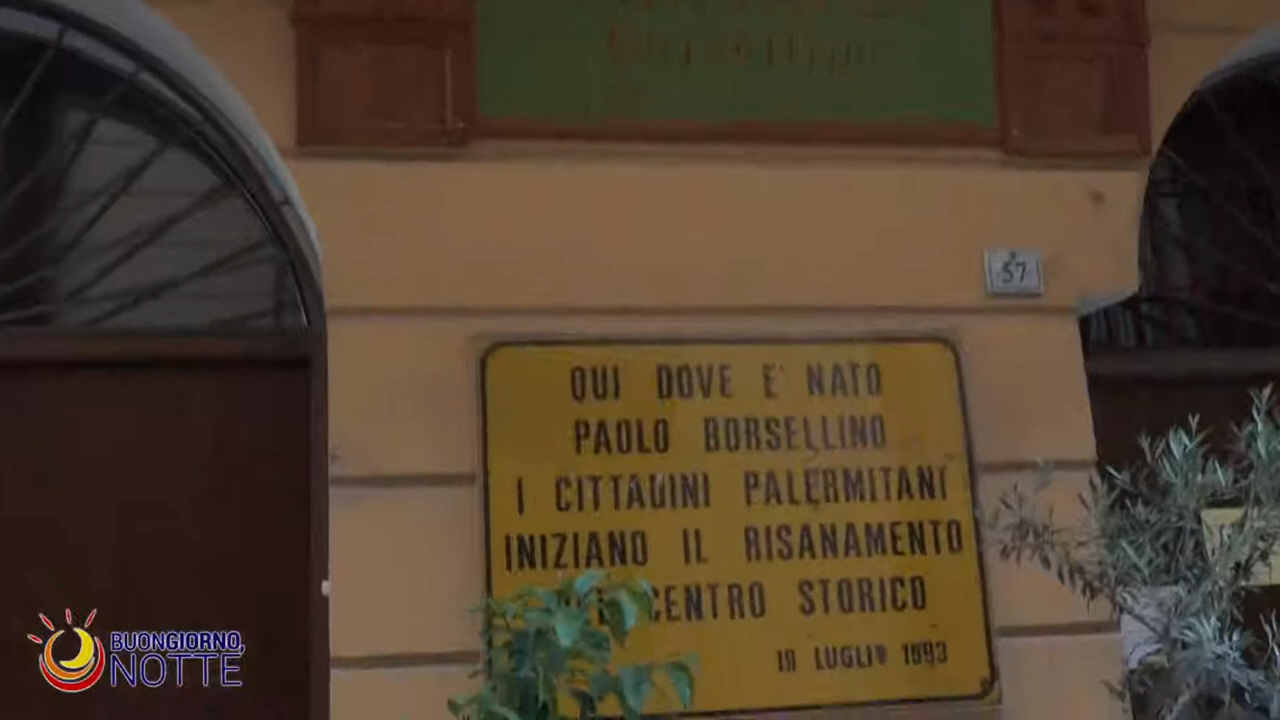 57
QUI DOVE E' NATO
PAOLO BORSELLINO
I CITTADINI PALERMITANI
INIZIANO IL RISANAMENTO
CENTRO STORICO
19 LUGLIO 1993
BUONGIORNO,
NOTTE